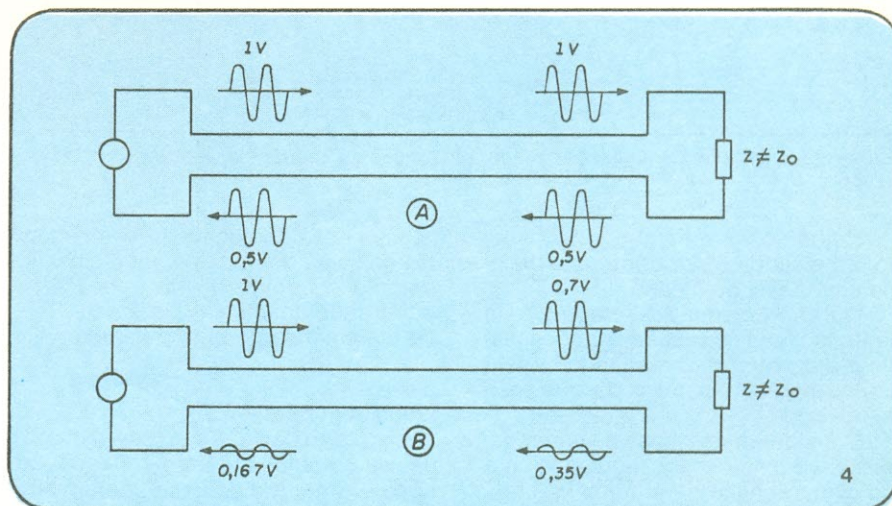 1V 1V
Z≠Zo
A
0,5V 0,5V
1V 0,7V
Z≠Zo
B
0,167V 0,35V
4